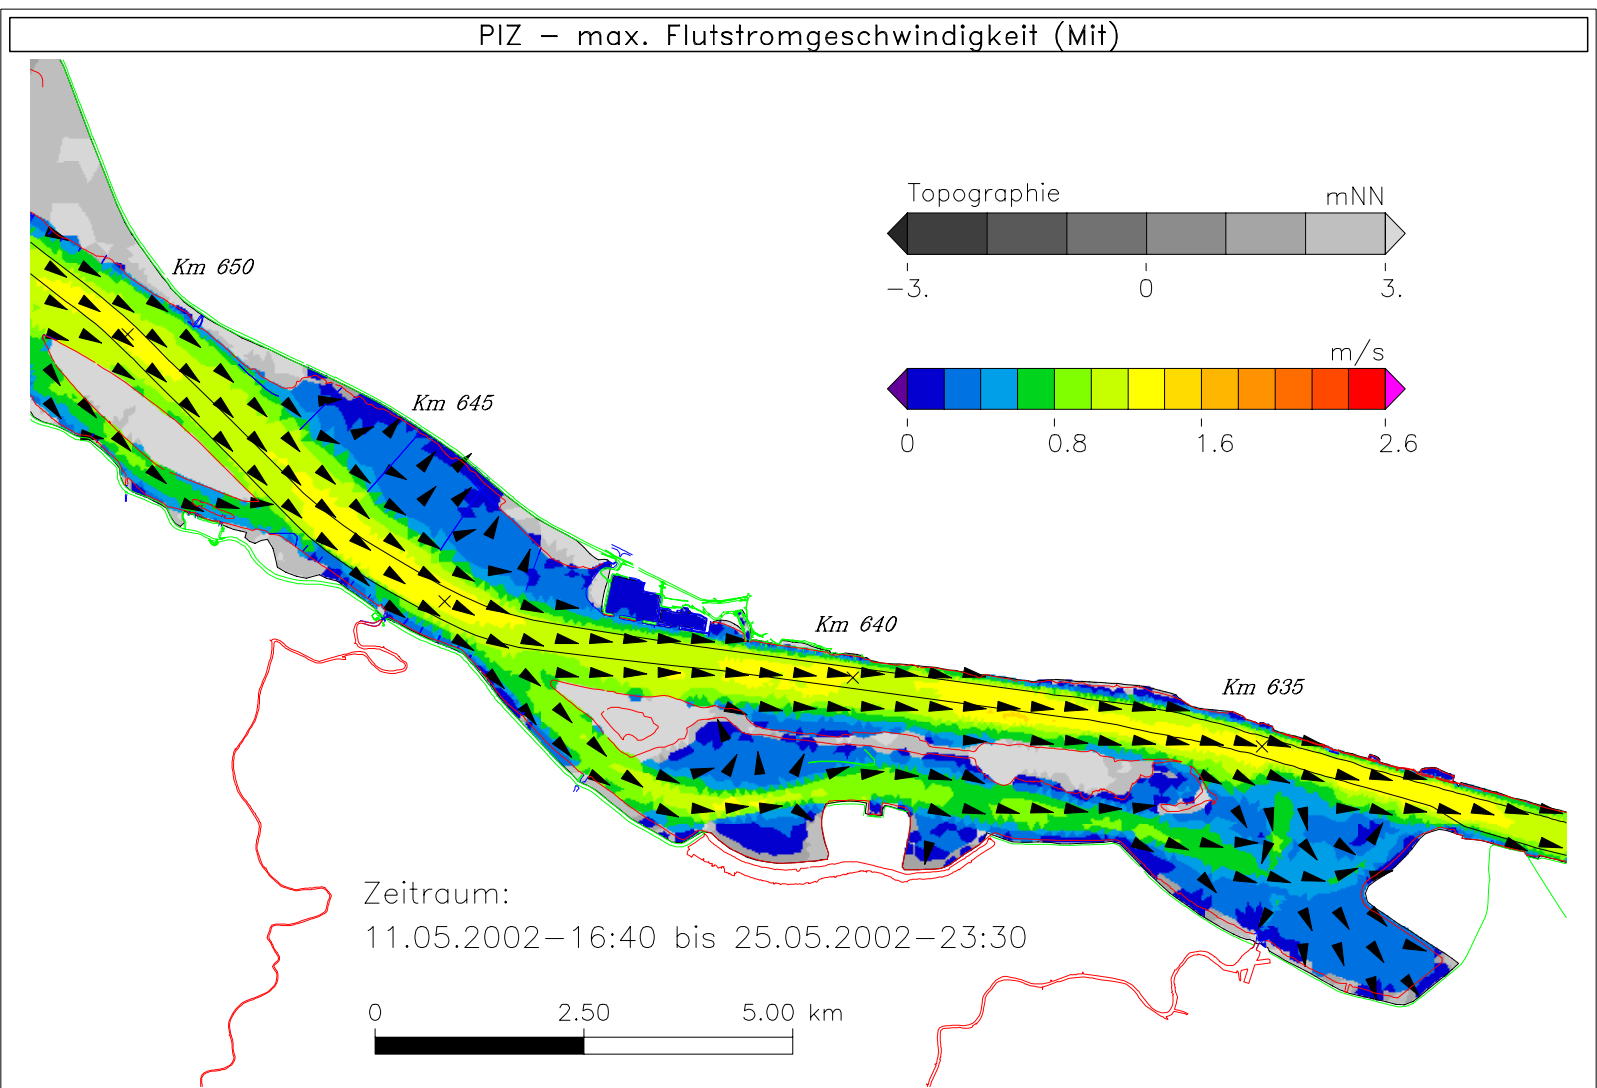 PIZ – max. Flutstromgeschwindigkeit (Mit)
Topographie mNN
−3. 0 3.
Km 650
m/s
0 0.8 1.6 2.6
Km 645
Km 640
Km 635
Zeitraum:
11.05.2002−16:40 bis 25.05.2002−23:30
0 2.50 5.00 km